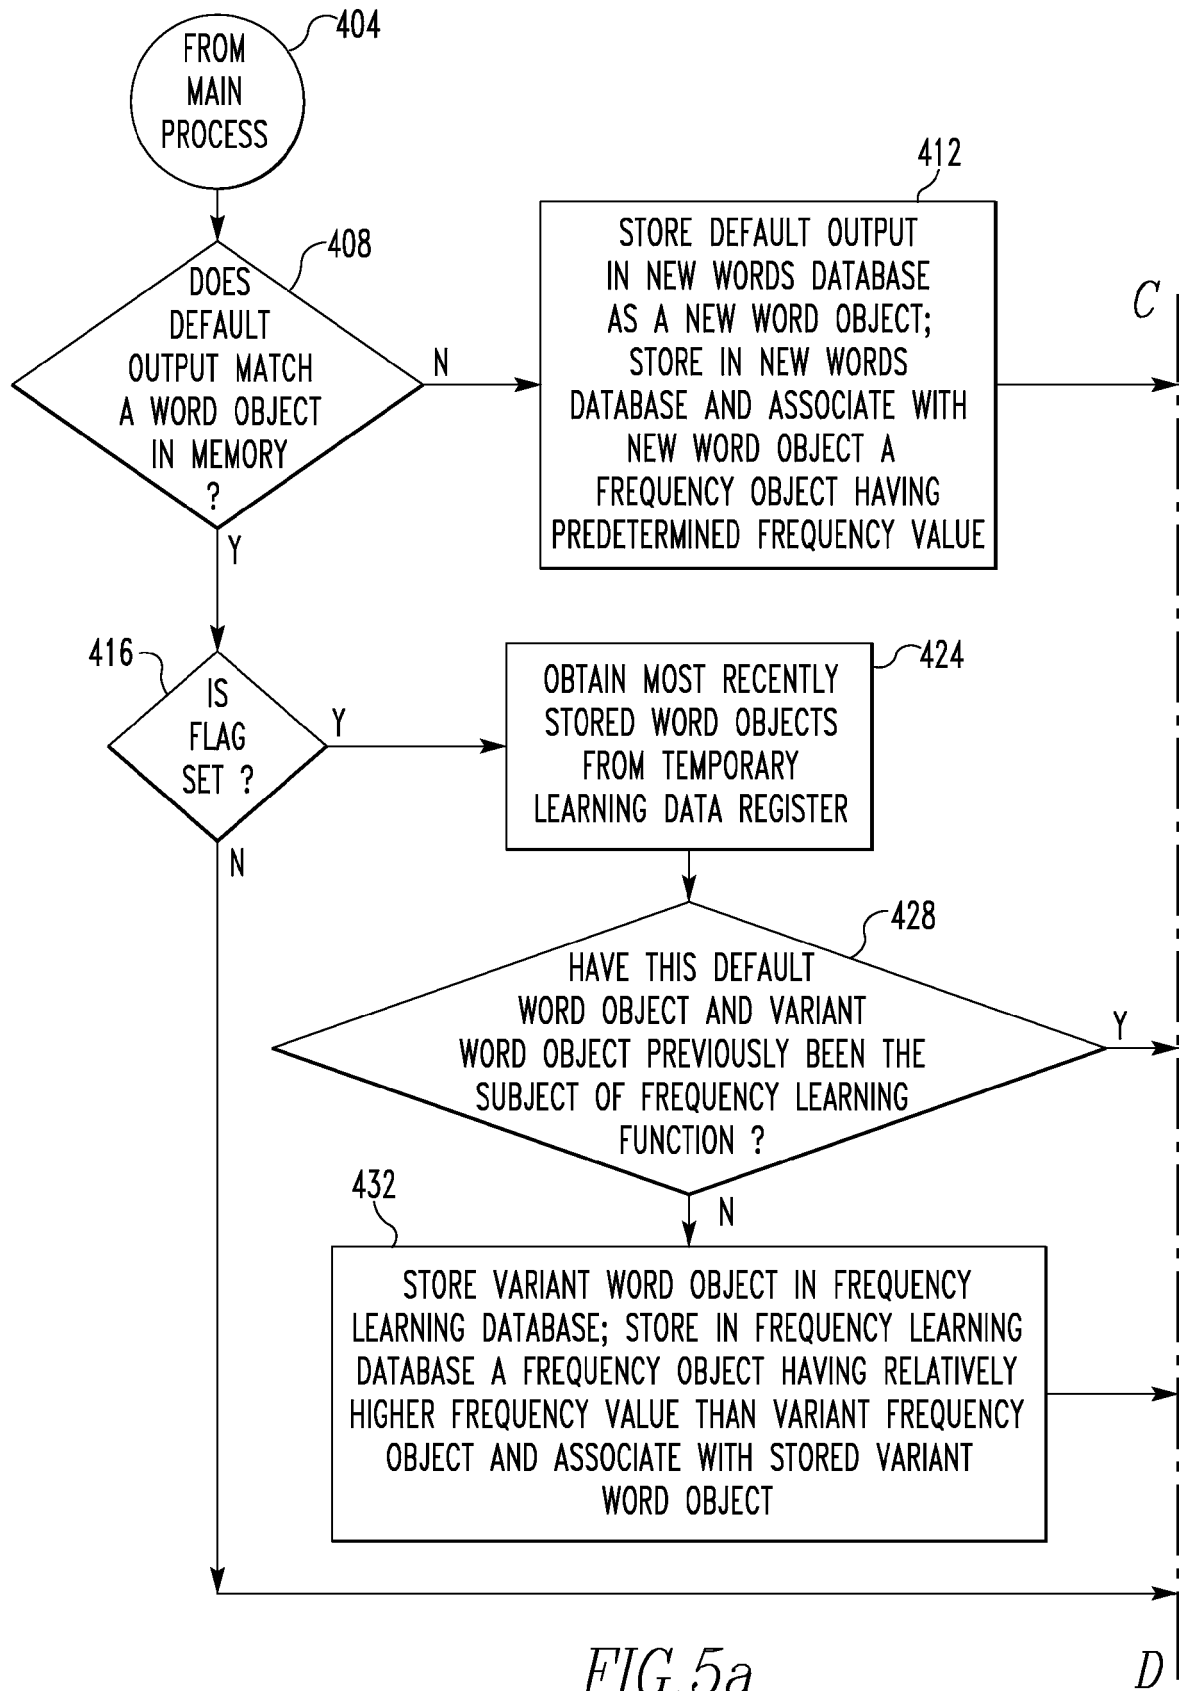 404
FROM
MAIN
PROCESS
408
DOES
DEFAULT
OUTPUT MATCH
A WORD OBJECT
IN MEMORY
?
N
Y
412
STORE DEFAULT OUTPUT
IN NEW WORDS DATABASE
AS A NEW WORD OBJECT;
STORE IN NEW WORDS
DATABASE AND ASSOCIATE WITH
NEW WORD OBJECT A
FREQUENCY OBJECT HAVING
PREDETERMINED FREQUENCY VALUE
C
416
IS
FLAG
SET ?
Y
N
424
OBTAIN MOST RECENTLY
STORED WORD OBJECTS
FROM TEMPORARY
LEARNING DATA REGISTER
428
HAVE THIS DEFAULT
WORD OBJECT AND VARIANT
WORD OBJECT PREVIOUSLY BEEN THE
SUBJECT OF FREQUENCY LEARNING
FUNCTION ?
Y
N
432
STORE VARIANT WORD OBJECT IN FREQUENCY
LEARNING DATABASE; STORE IN FREQUENCY LEARNING
DATABASE A FREQUENCY OBJECT HAVING RELATIVELY
HIGHER FREQUENCY VALUE THAN VARIANT FREQUENCY
OBJECT AND ASSOCIATE WITH STORED VARIANT
WORD OBJECT
D
FIG.5a